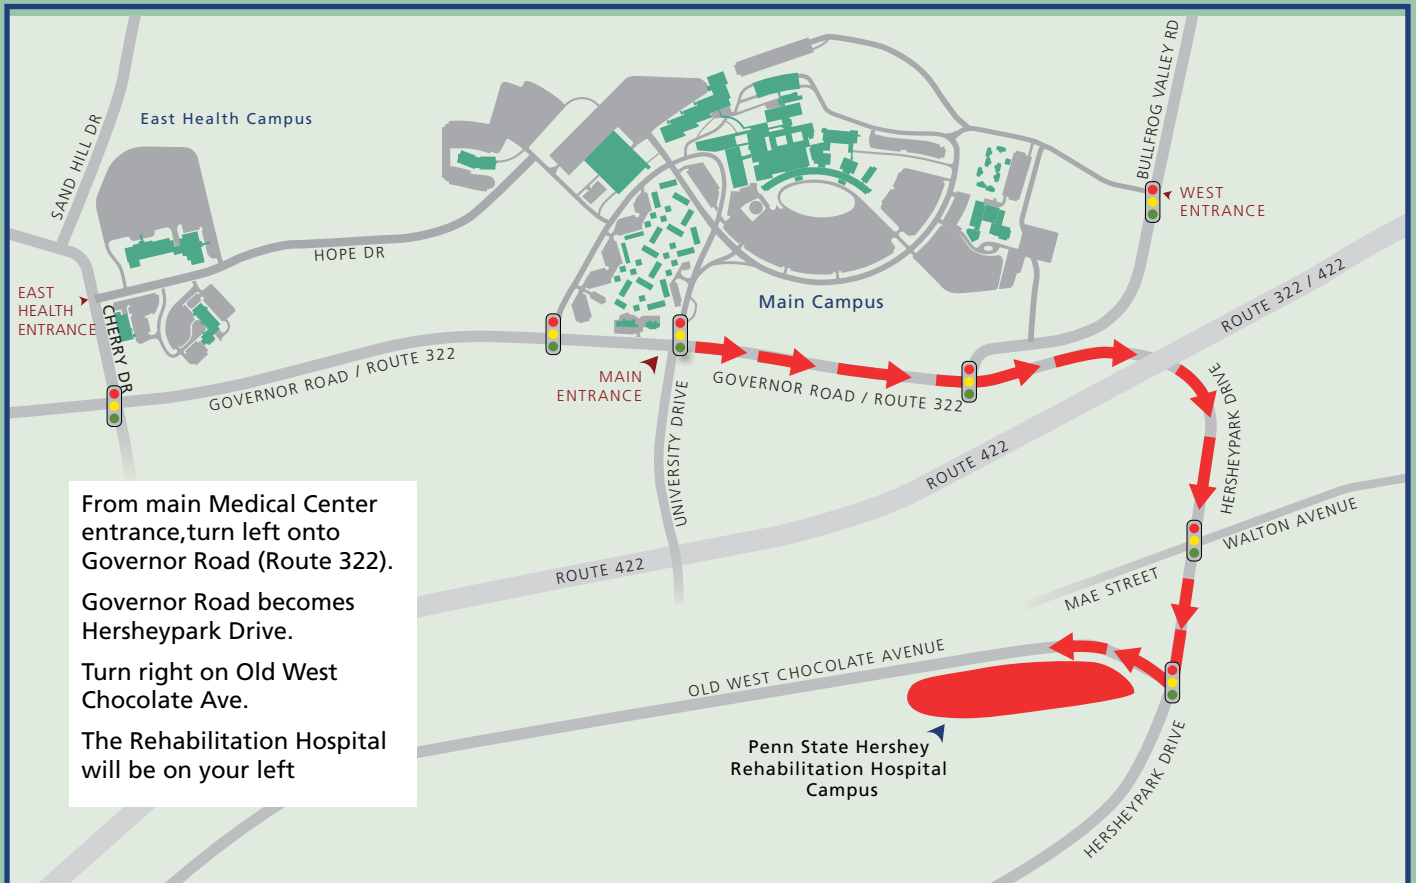 BULLFROG VALLEY RD
East Health Campus
SAND HILL DR
WEST
ENTRANCE
HOPE DR
EAST
HEALTH
ENTRANCE
CHERRY DR
Main Campus
ROUTE 322 / 422
GOVERNOR ROAD / ROUTE 322
MAIN
ENTRANCE
GOVERNOR ROAD / ROUTE 322
HERSHEYPARK DRIVE
UNIVERSITY DRIVE
ROUTE 422
WALTON AVENUE
ROUTE 422
MAE STREET
From main Medical Center
entrance,turn left onto
Governor Road (Route 322).
Governor Road becomes
Hersheypark Drive.
Turn right on Old West
Chocolate Ave.
The Rehabilitation Hospital
will be on your left
OLD WEST CHOCOLATE AVENUE
Penn State Hershey
Rehabilitation Hospital
Campus
HERSHEYPARK DRIVE